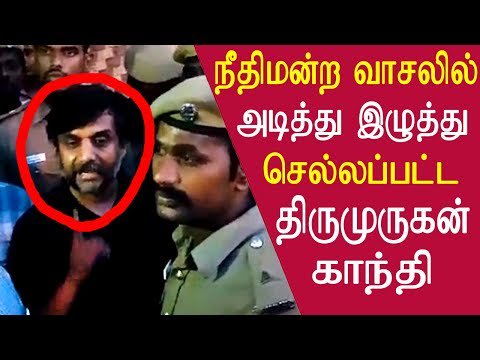 நீதிமன்ற வாசலில்
அடித்து இழுத்து
செல்லப்பட்ட
திருமுருகன்
காந்தி